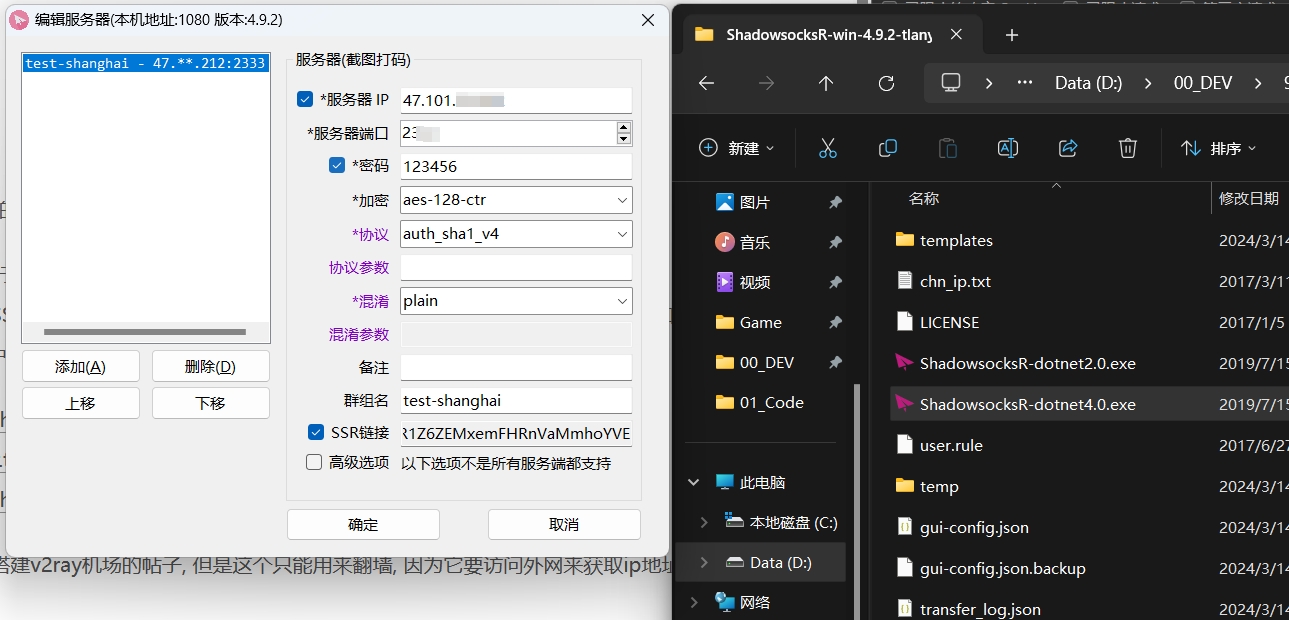 编辑服务器(本机地址:1080 版本:4.9.2)
test-shanghai - 47.**.212:2333
添加(A)
删除(D)
上移
下移
服务器(截图打码)
*服务器 IP
47.101.
*服务器端口
23
*密码
123456
*加密
aes-128-ctr
*协议
auth_sha1_v4
协议参数
*混淆
plain
混淆参数
备注
群组名
test-shanghai
SSR链接
R1Z6ZEMxemFHRnVaMmhoYVE
高级选项
以下选项不是所有服务端都支持
确定
取消
搭建v2ray机场的帖子, 但是这个只能用来翻墙, 因为它要访问外网来获取ip地址
ShadowsocksR-win-4.9.2-tlany
Data (D:)
00_DEV
新建
排序
图片
音乐
视频
Game
00_DEV
01_Code
此电脑
本地磁盘 (C:)
Data (D:)
网络
名称
修改日期
templates
2024/3/14
chn_ip.txt
2017/3/11
LICENSE
2017/1/5
ShadowsocksR-dotnet2.0.exe
2019/7/15
ShadowsocksR-dotnet4.0.exe
2019/7/15
user.rule
2017/6/27
temp
2024/3/14
gui-config.json
2024/3/14
gui-config.json.backup
2024/3/14
transfer_log.json
2024/3/14